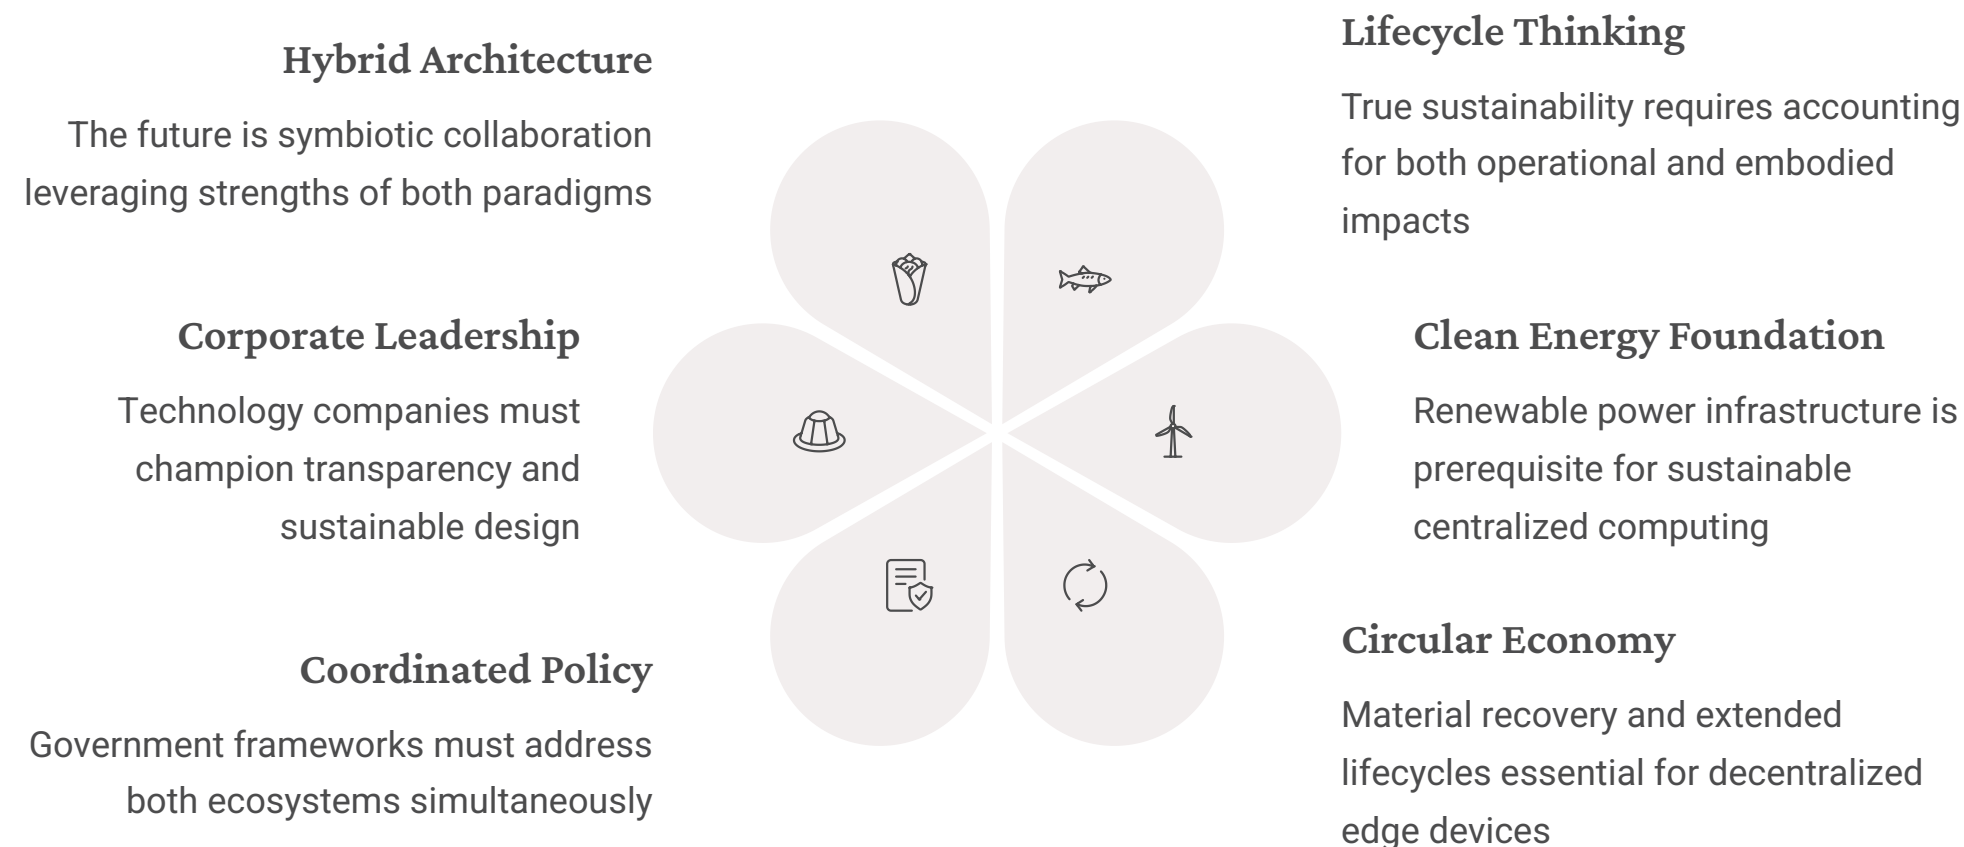 Hybrid Architecture
The future is symbiotic collaboration
leveraging strengths of both paradigms
Lifecycle Thinking
True sustainability requires accounting
for both operational and embodied
impacts
Corporate Leadership
Technology companies must
champion transparency and
sustainable design
Clean Energy Foundation
Renewable power infrastructure is
prerequisite for sustainable
centralized computing
Coordinated Policy
Government frameworks must address
both ecosystems simultaneously
Circular Economy
Material recovery and extended
lifecycles essential for decentralized
edge devices